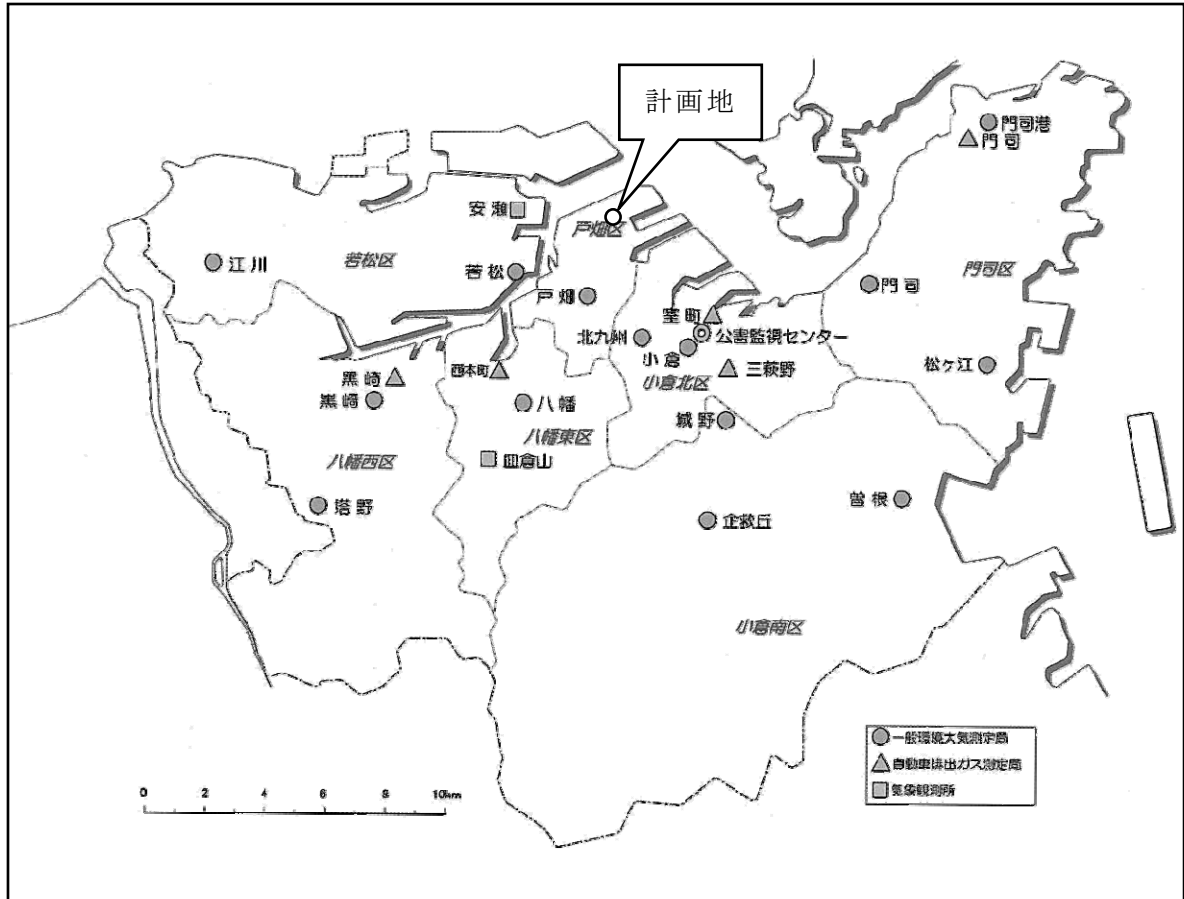 計画地
門司港
門司
安瀬
戸畑区
江川
若松区
若松
門司
門司区
戸畑
室町
北九州
公害監視センター
小倉
松ヶ江
黒崎
西本町
三萩野
小倉北区
黒崎
八幡
城野
八幡東区
八幡西区
皿倉山
塔野
曽根
企救丘
小倉南区
一般環境大気測定局
自動車排出ガス測定局
気象観測所
0 2 4 6 8 10km